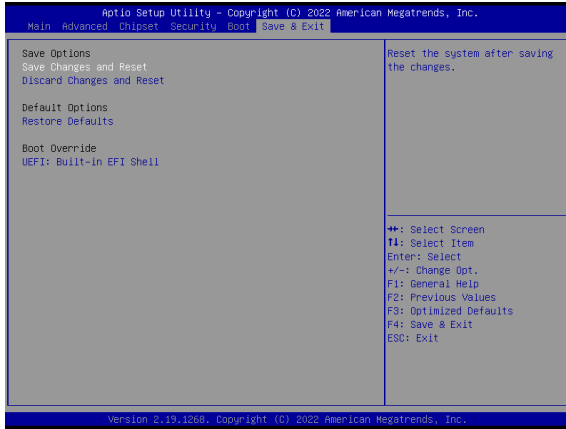 Aptio Setup Utility – Copyright (C) 2022 American Megatrends, Inc.
Main Advanced Chipset Security Boot Save & Exit
Save Options
Save Changes and Reset
Discard Changes and Reset
Default Options
Restore Defaults
Boot Override
UEFI: Built-in EFI Shell
Reset the system after saving
the changes.
→←: Select Screen
↑↓: Select Item
Enter: Select
+/-: Change Opt.
F1: General Help
F2: Previous Values
F3: Optimized Defaults
F4: Save & Exit
ESC: Exit
Version 2.19.1268. Copyright (C) 2022 American Megatrends, Inc.